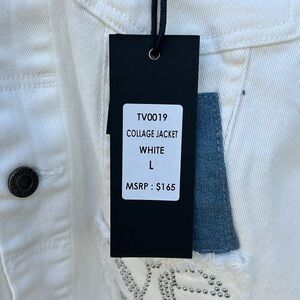 TV0019
COLLAGE JACKET
WHITE
L
MSRP : $165